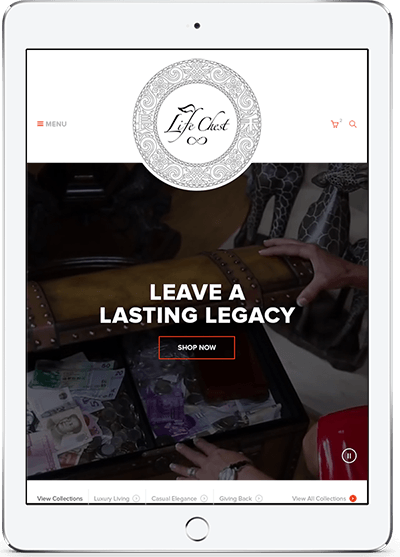 MENU
Life Chest
2
LEAVE A
LASTING LEGACY
SHOP NOW
View Collections
Luxury Living
Casual Elegance
Giving Back
View All Collections